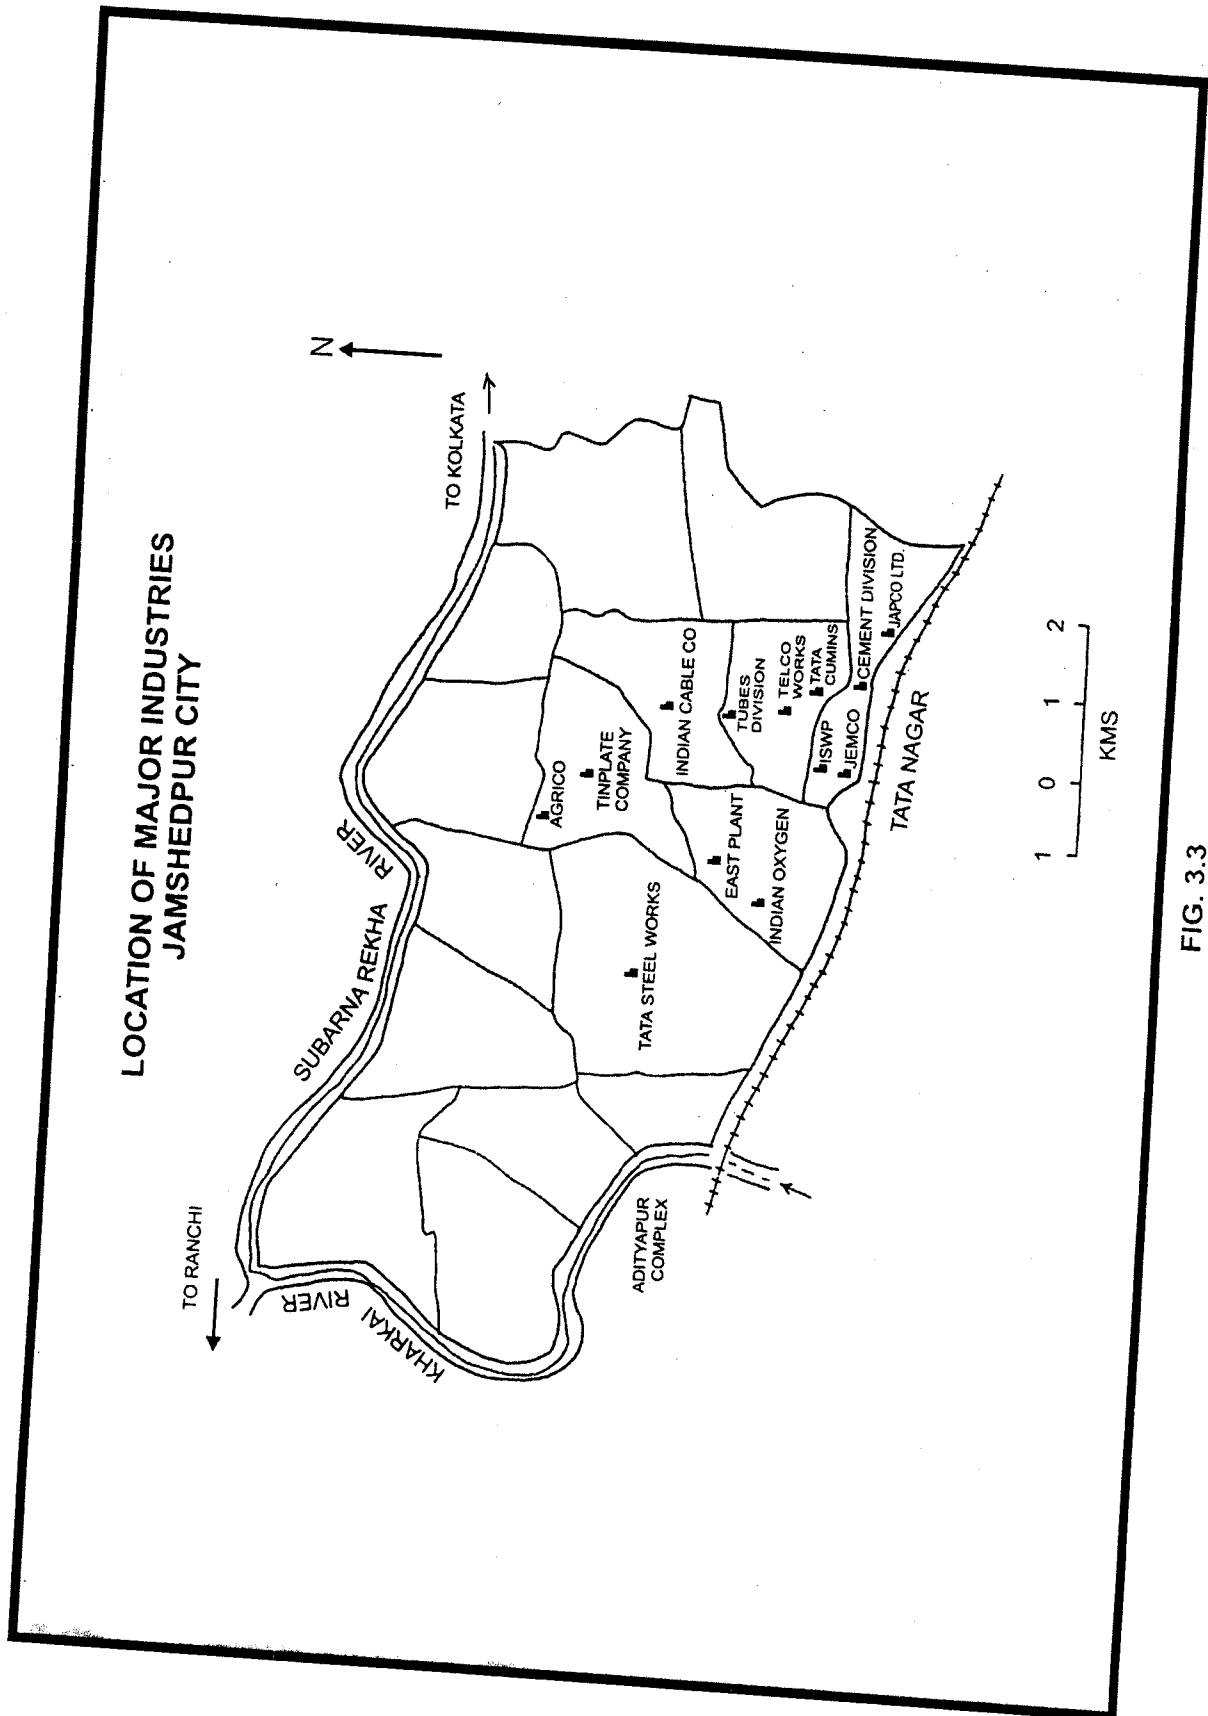 LOCATION OF MAJOR INDUSTRIES
JAMSHEDPUR CITY
N
TO RANCHI
SUBARNA REKHA
RIVER
TO KOLKATA
RIVER
KHARKAI
AGRICO
TINPLATE
COMPANY
INDIAN CABLE CO
TATA STEEL WORKS
EAST PLANT
INDIAN OXYGEN
TUBES
DIVISION
TELCO
WORKS
TATA
CUMINS
ISWP
JEMCO
CEMENT DIVISION
JAPCO LTD.
ADITYAPUR
COMPLEX
TATA NAGAR
1 0 1 2
KMS
FIG. 3.3